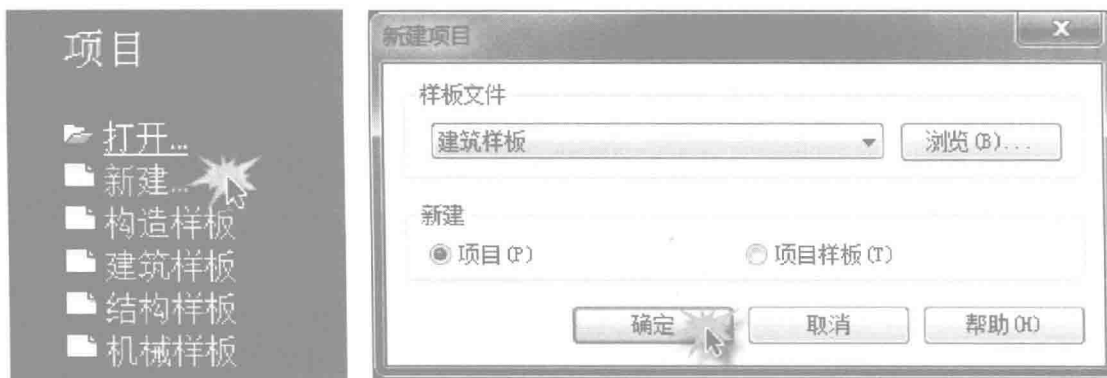 项目
打开...
新建...
构造样板
建筑样板
结构样板
机械样板
新建项目
样板文件
建筑样板
浏览(B)...
新建
项目(P)
项目样板(T)
确定
取消
帮助(H)